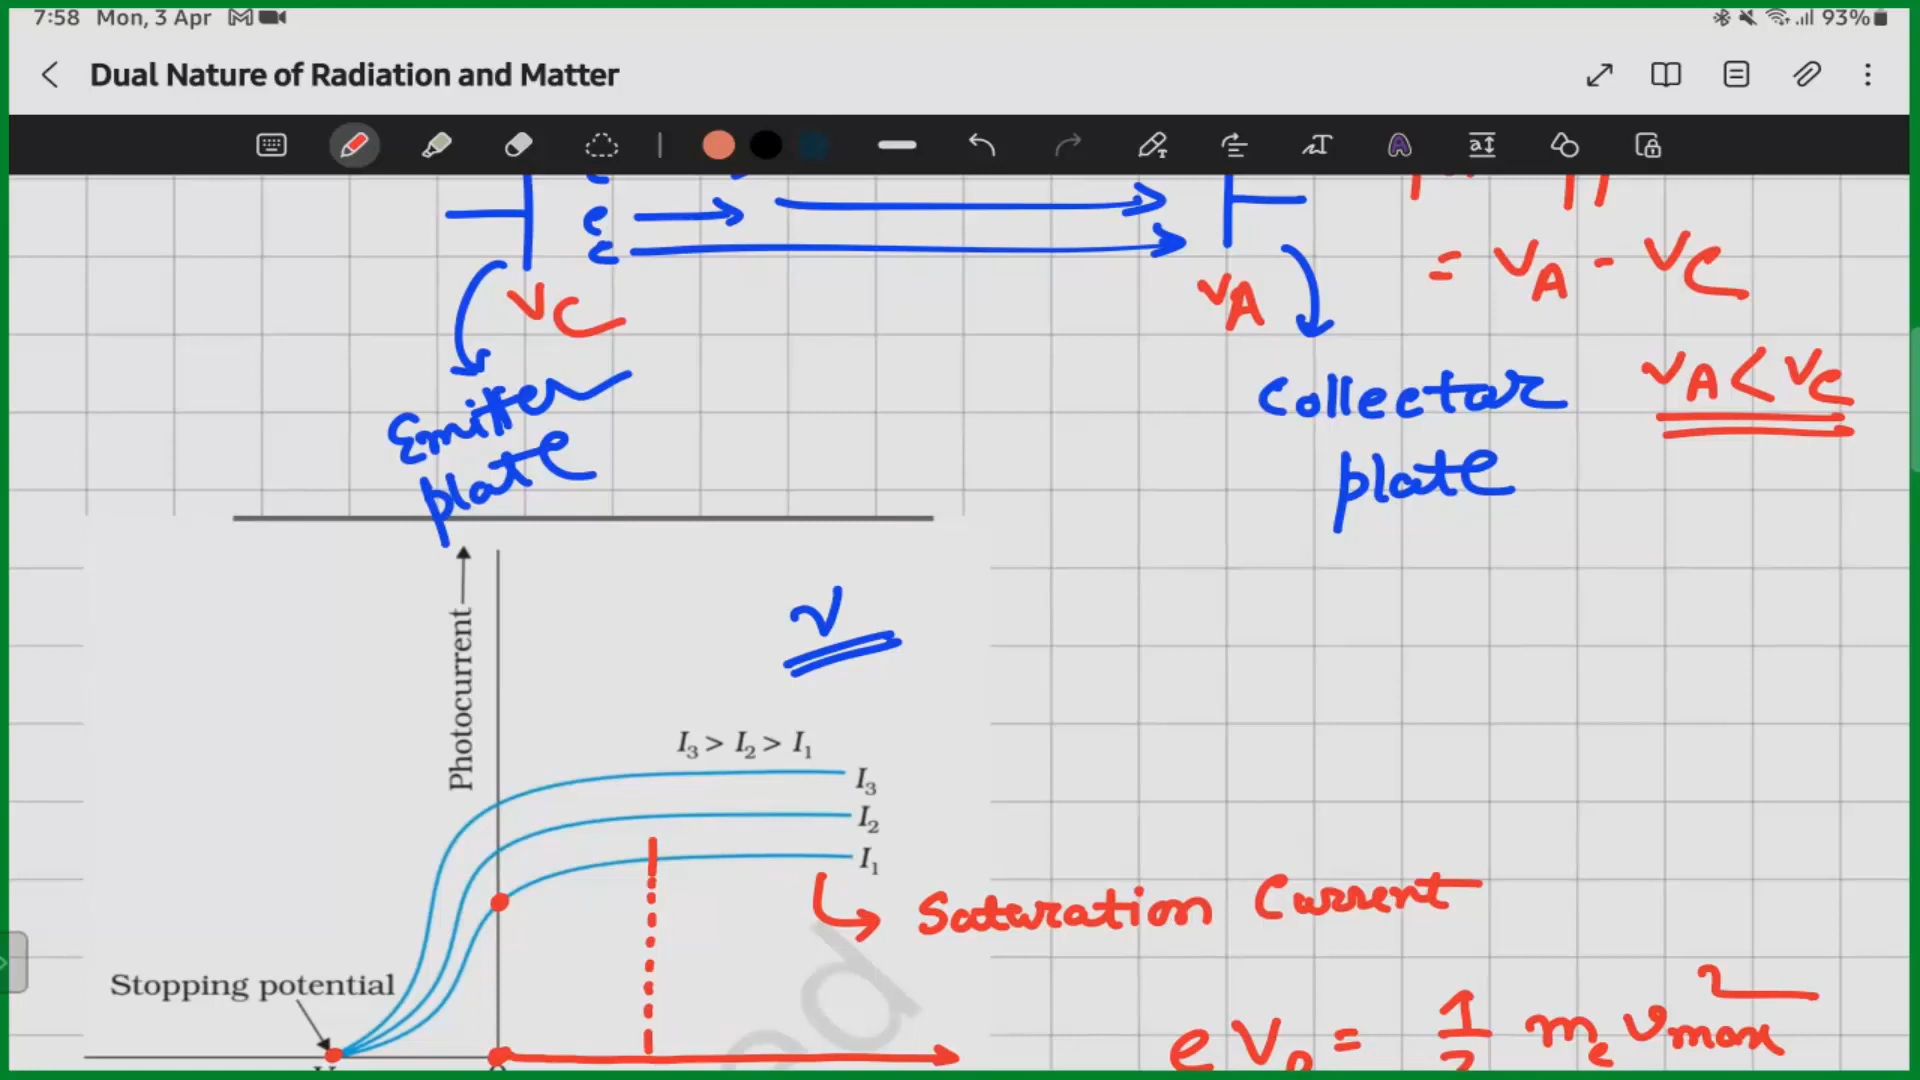 7:58 Mon, 3 Apr
93%
Dual Nature of Radiation and Matter
e
e
VC
VA
= VA - VC
VA < VC
Emitter
plate
Collector
plate
ν
Photocurrent
I₃ > I₂ > I₁
I₃
I₂
I₁
Saturation Current
Stopping potential
eV₀ = 1/2 mₑ v²max